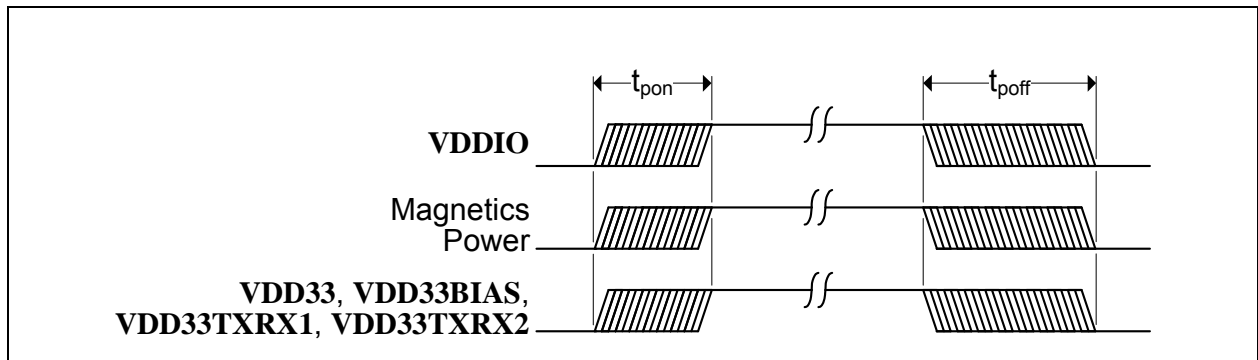 tpon
tpoff
VDDIO
Magnetics
Power
VDD33, VDD33BIAS,
VDD33TXRX1, VDD33TXRX2